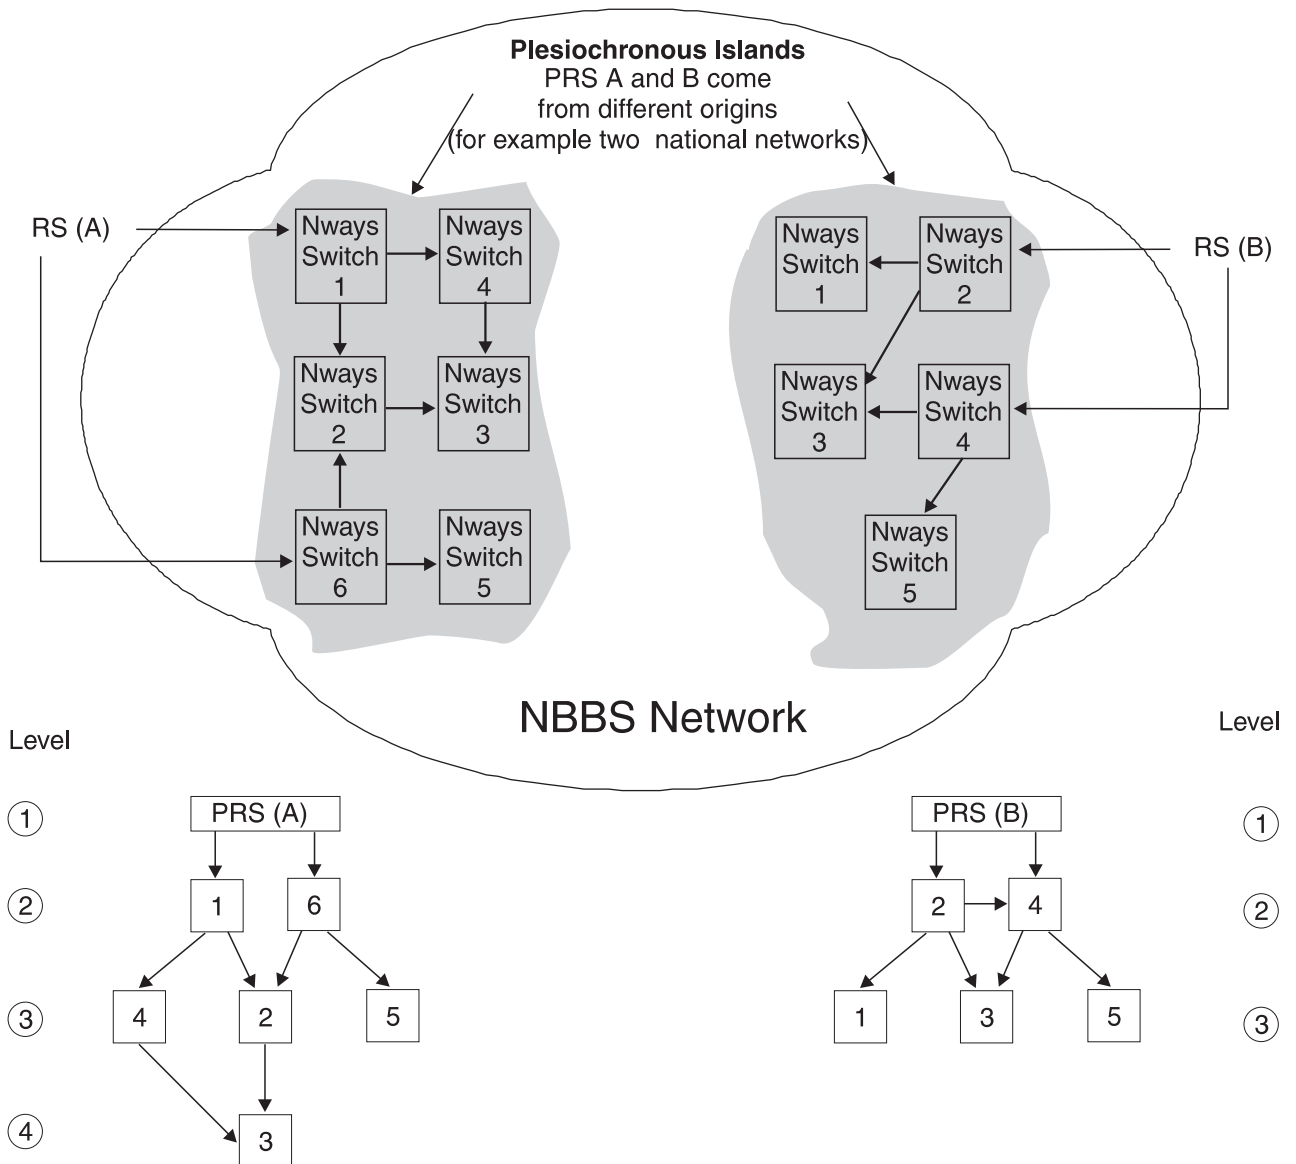 Plesiochronous Islands
PRS A and B come
from different origins
(for example two national networks)
RS (A)
Nways
Switch
1
Nways
Switch
4
Nways
Switch
2
Nways
Switch
3
Nways
Switch
6
Nways
Switch
5
Nways
Switch
1
Nways
Switch
2
RS (B)
Nways
Switch
3
Nways
Switch
4
Nways
Switch
5
NBBS Network
Level
1
PRS (A)
2
1
6
3
4
2
5
4
3
Level
PRS (B)
1
2
4
2
1
3
5
3